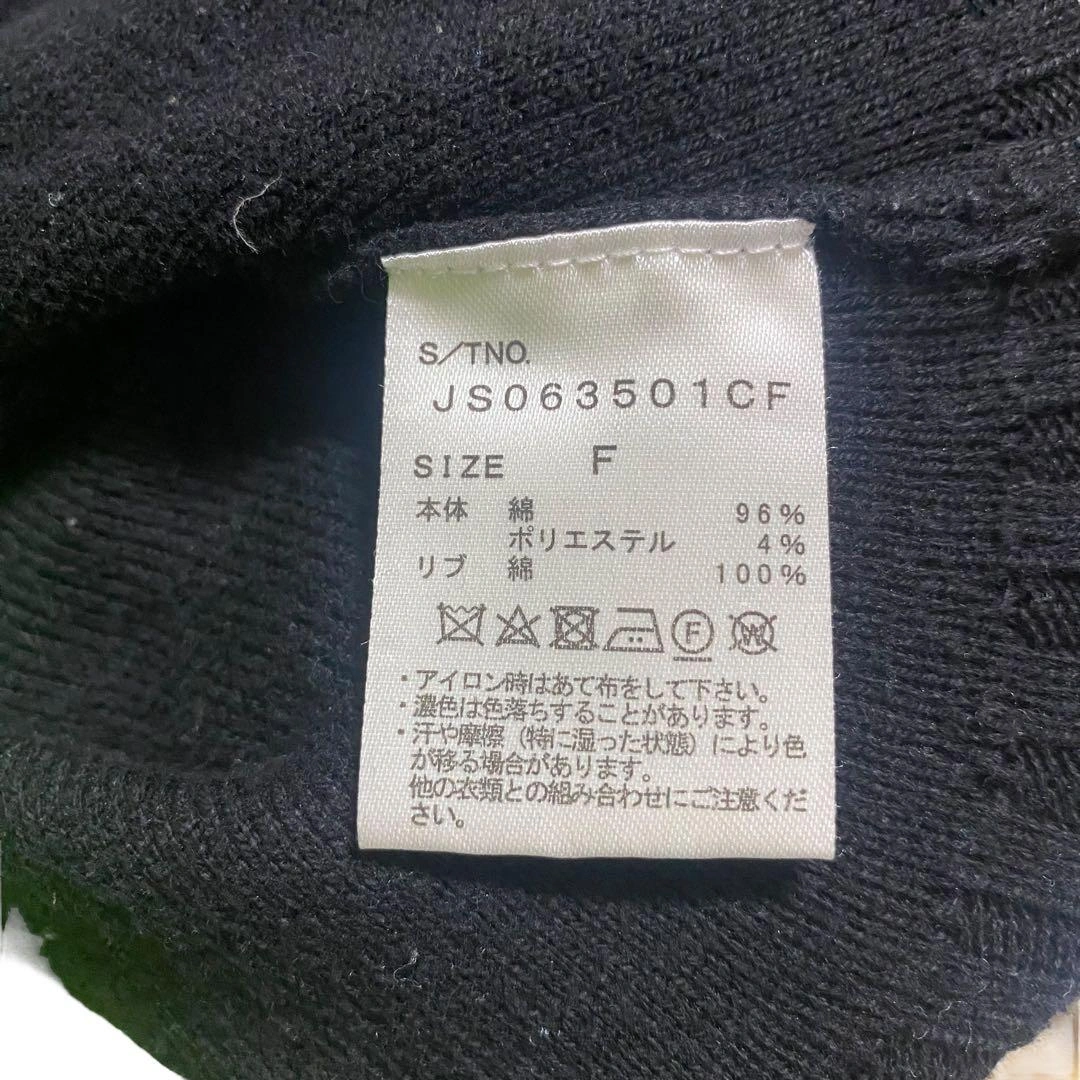 S/TNO.
JS063501CF
SIZE F
本体 綿 96%
ポリエステル 4%
リブ 綿 100%
F W
・アイロン時はあて布をして下さい。
・濃色は色落ちすることがあります。
・汗や摩擦（特に湿った状態）により色
が移る場合があります。
他の衣類との組み合わせにご注意くだ
さい。